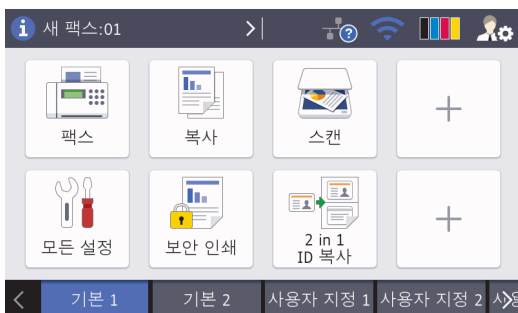 새 팩스:01
팩스
복사
스캔
모든 설정
보안 인쇄
2 in 1
ID 복사
기본 1
기본 2
사용자 지정 1
사용자 지정 2